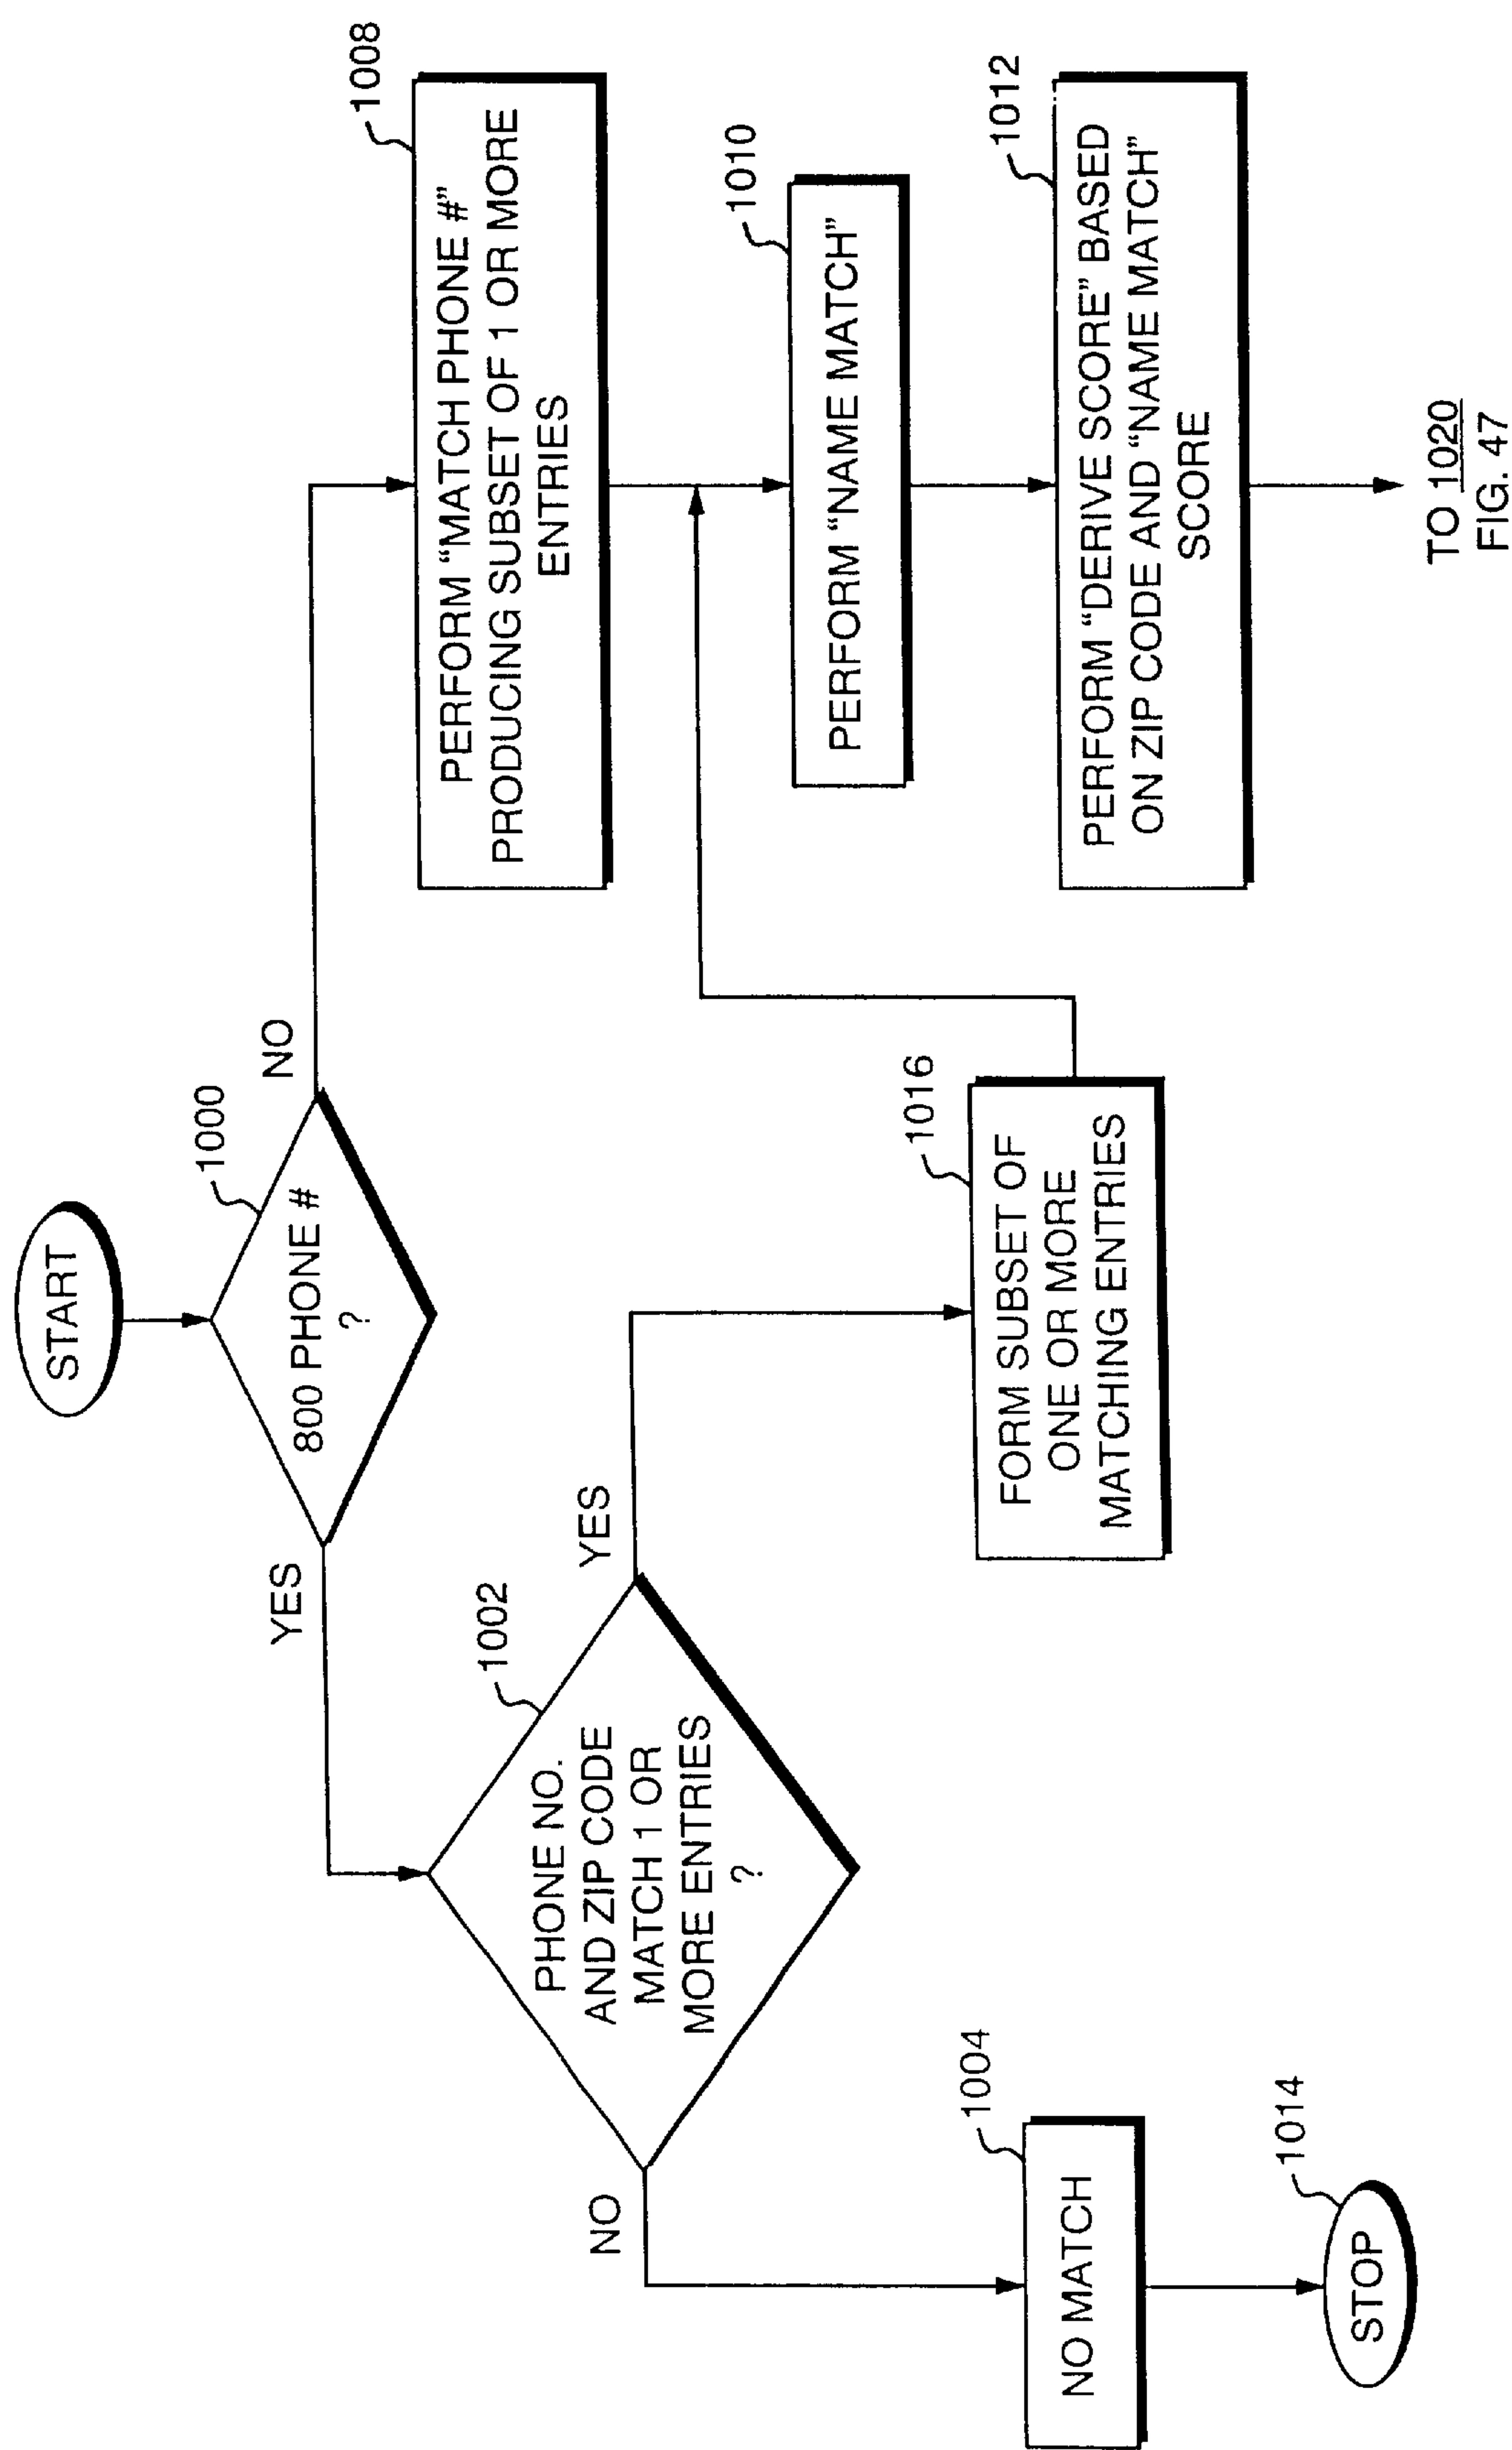 START
1000
800 PHONE #
?
YES
NO
1002
PHONE NO.
AND ZIP CODE
MATCH 1 OR
MORE ENTRIES
?
NO
YES
1004
NO MATCH
1014
STOP
1016
FORM SUBSET OF
ONE OR MORE
MATCHING ENTRIES
1008
PERFORM “MATCH PHONE #”
PRODUCING SUBSET OF 1 OR MORE
ENTRIES
1010
PERFORM “NAME MATCH”
1012
PERFORM “DERIVE SCORE” BASED
ON ZIP CODE AND “NAME MATCH”
SCORE
TO 1020
FIG. 47